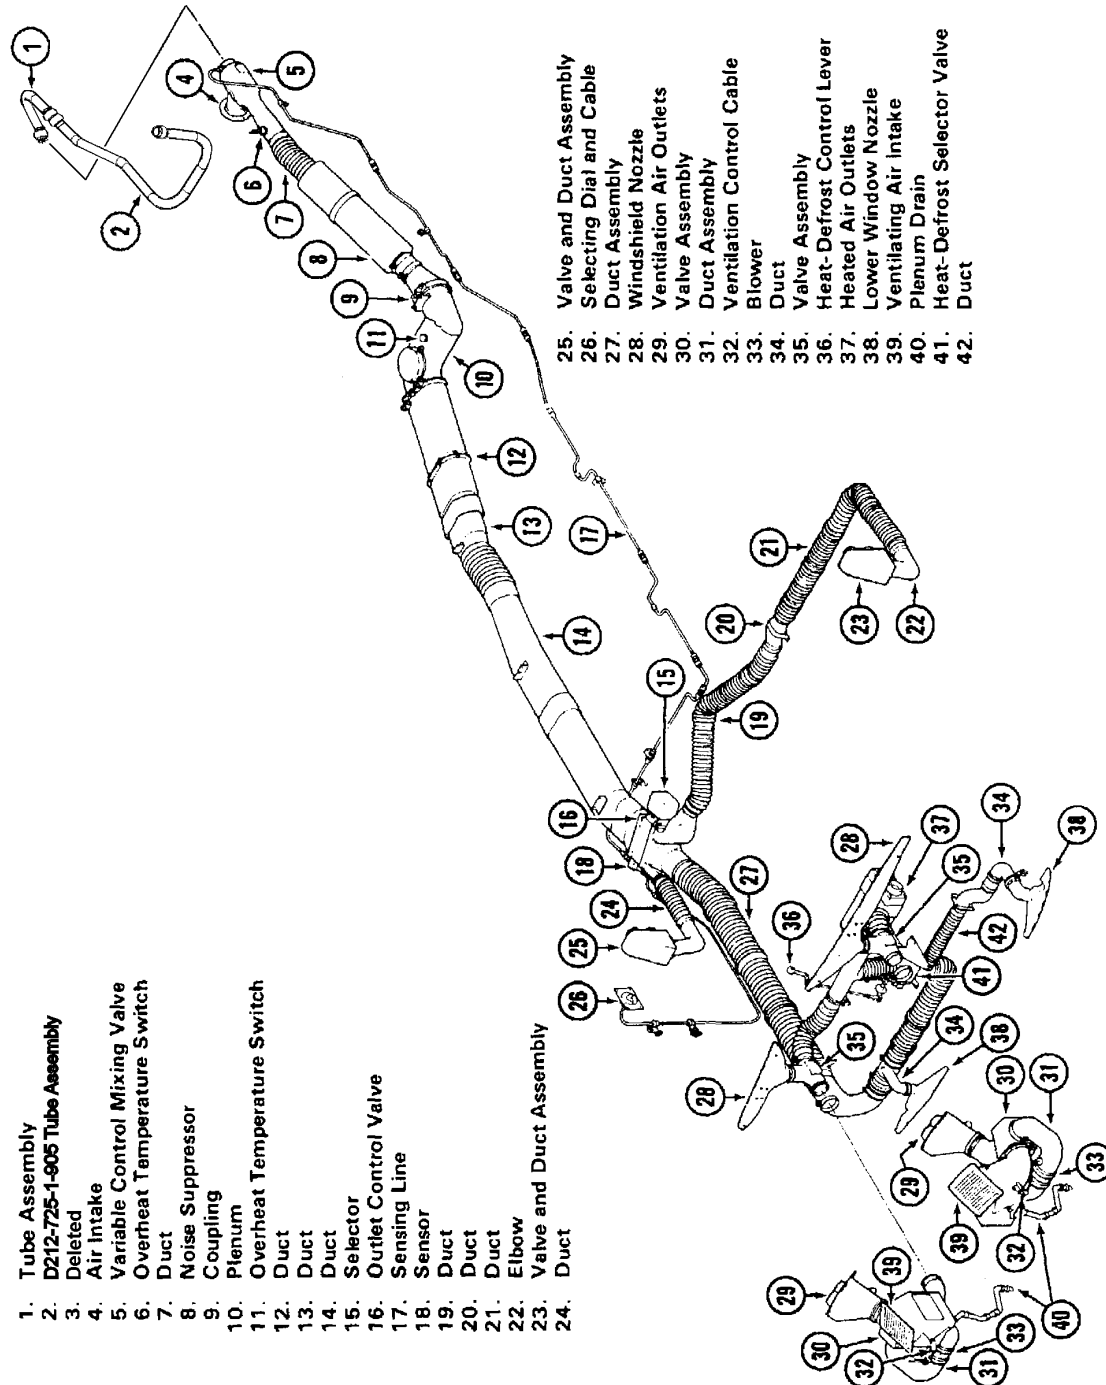 1. Tube Assembly
2. D212-725-1-905 Tube Assembly
3. Deleted
4. Air Intake
5. Variable Control Mixing Valve
6. Overheat Temperature Switch
7. Duct
8. Noise Suppressor
9. Coupling
10. Plenum
11. Overheat Temperature Switch
12. Duct
13. Duct
14. Duct
15. Selector
16. Outlet Control Valve
17. Sensing Line
18. Sensor
19. Duct
20. Duct
21. Duct
22. Elbow
23. Valve and Duct Assembly
24. Duct
25. Valve and Duct Assembly
26. Selecting Dial and Cable
27. Duct Assembly
28. Windshield Nozzle
29. Ventilation Air Outlets
30. Valve Assembly
31. Duct Assembly
32. Ventilation Control Cable
33. Blower
34. Duct
35. Valve Assembly
36. Heat-Defrost Control Lever
37. Heated Air Outlets
38. Lower Window Nozzle
39. Ventilating Air Intake
40. Plenum Drain
41. Heat-Defrost Selector Valve
42. Duct
1
2
4
5
6
7
8
9
11
10
12
13
14
17
15
16
18
19
20
21
23
22
24
25
26
27
36
28
37
35
34
38
42
41
28
35
34
38
30
31
29
39
32
33
40
29
39
30
32
31
33